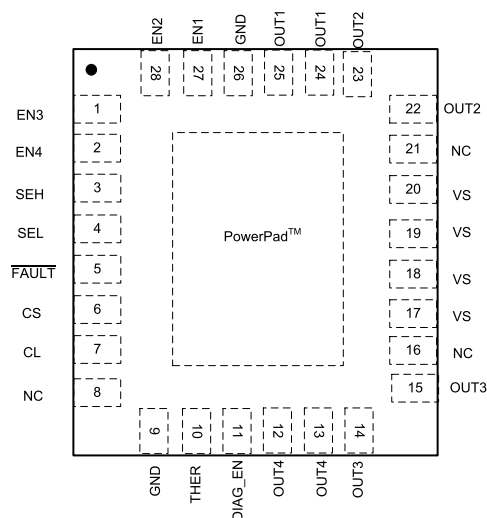 EN2 EN1 GND OUT1 OUT1 OUT2
28 27 26 25 24 23
EN3 1 22 OUT2
EN4 2 21 NC
SEH 3 20 VS
SEL 4 19 VS
PowerPad™
FAULT 5 18 VS
CS 6 17 VS
CL 7 16 NC
NC 8 15 OUT3
9 10 11 12 13 14
GND THER DIAG_EN OUT4 OUT4 OUT3